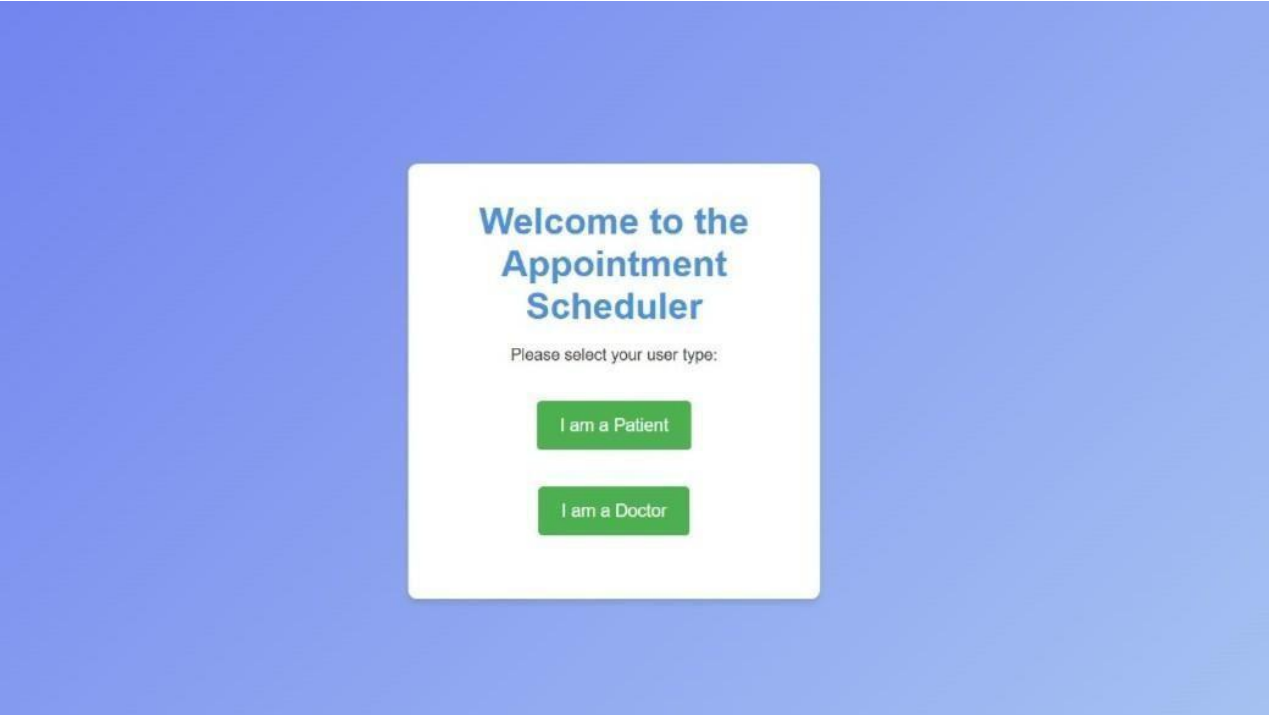 Welcome to the
Appointment
Scheduler
Please select your user type:
I am a Patient
I am a Doctor